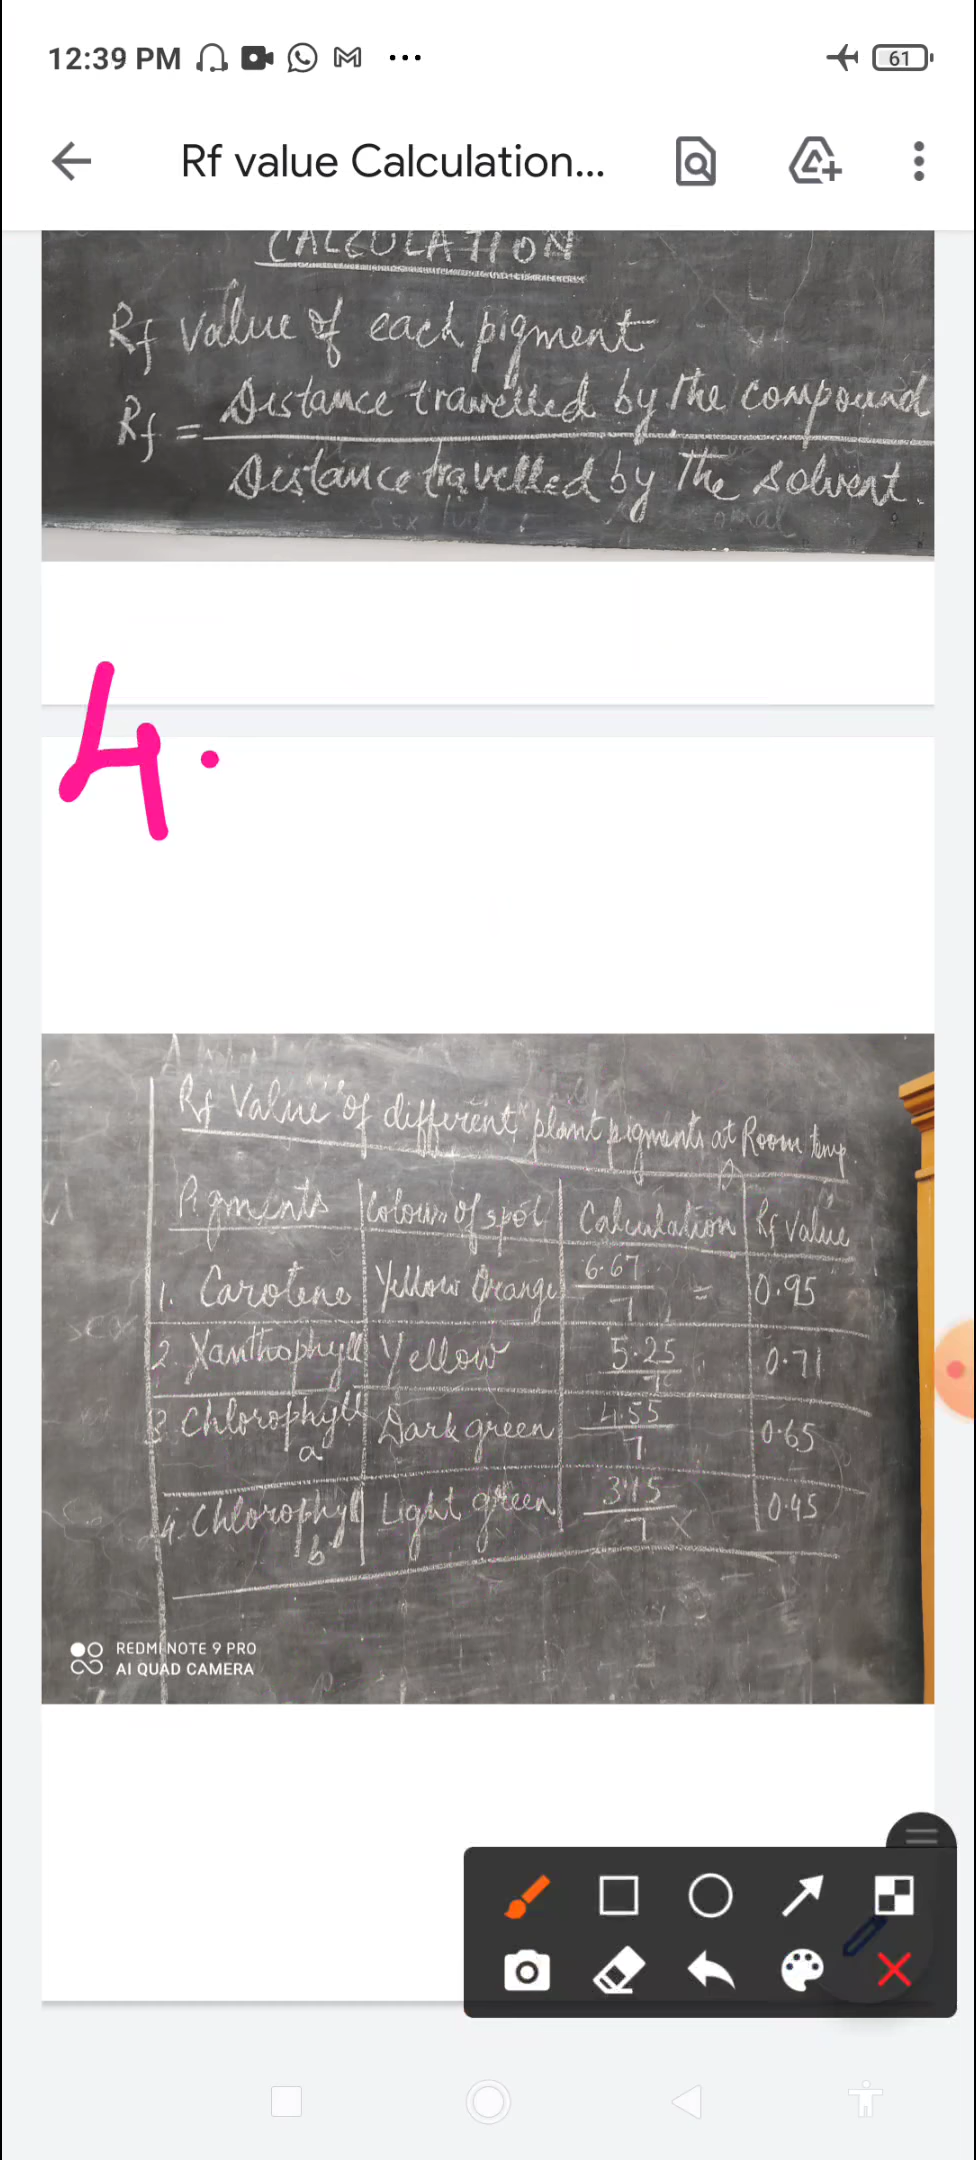 12:39 PM
61
Rf value Calculation...
CALCULATION
Rf value of each pigment
Rf = Distance travelled by the compound
Distance travelled by The solvent.
4.
Rf Value of different plant pigments at Room temp.
Pigments Colour of spot Calculation Rf Value
1. Carotene Yellow Orange 6.67/7 = 0.95
2. Xanthophyll Yellow 5.25/7 0.71
3. Chlorophyll a Dark green 4.55/7 0.65
4. Chlorophyll b Light green 3.15/7 0.45
REDMI NOTE 9 PRO
AI QUAD CAMERA